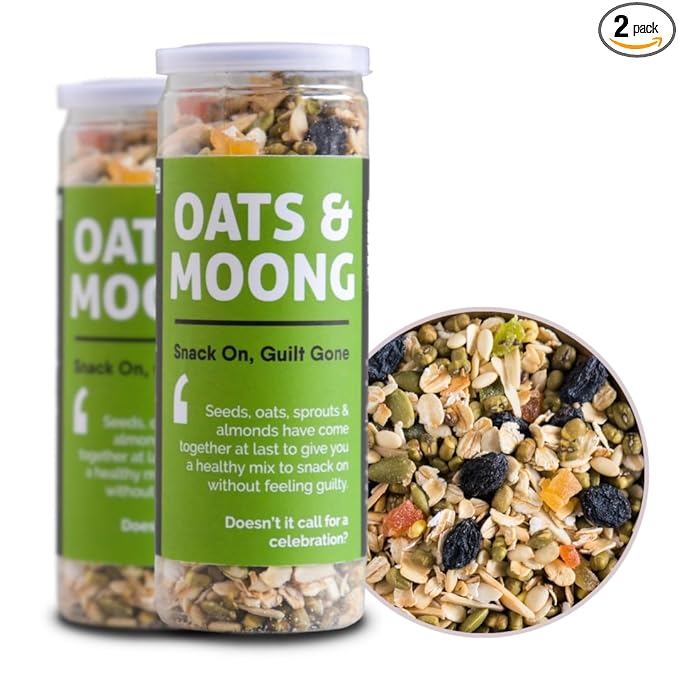 2 pack
OATS &
MOONG
Snack On, Guilt Gone
Seeds, oats, sprouts &
almonds have come
together at last to give you
a healthy mix to snack on
without feeling guilty.
Doesn't it call for a
celebration?
OAT
MOO
Snack On,
Seeds,
almonds
together at
a healthy
without
Doesn't